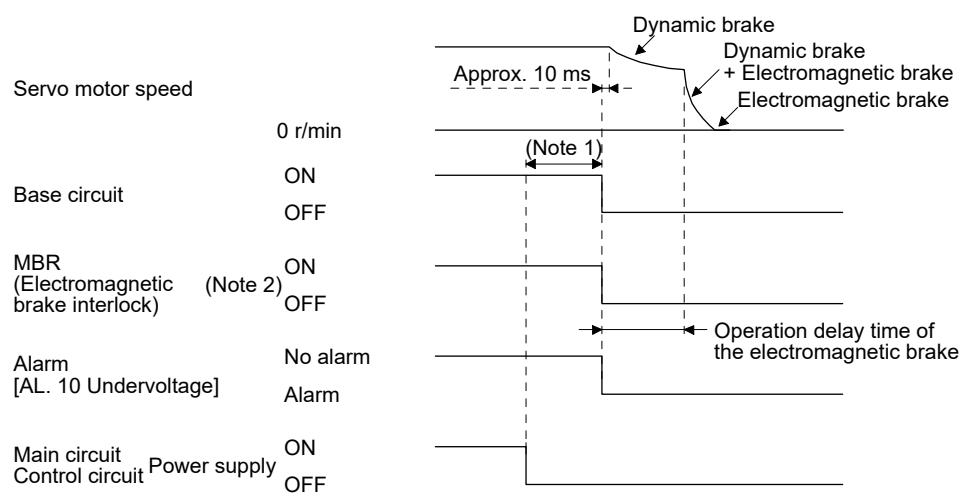 Dynamic brake
Dynamic brake
+ Electromagnetic brake
Approx. 10 ms
Electromagnetic brake
Servo motor speed
0 r/min
(Note 1)
ON
Base circuit
OFF
MBR
(Electromagnetic
brake interlock)
(Note 2)
ON
OFF
Operation delay time of
the electromagnetic brake
Alarm
[AL. 10 Undervoltage]
No alarm
Alarm
Main circuit
Control circuit
Power supply
ON
OFF